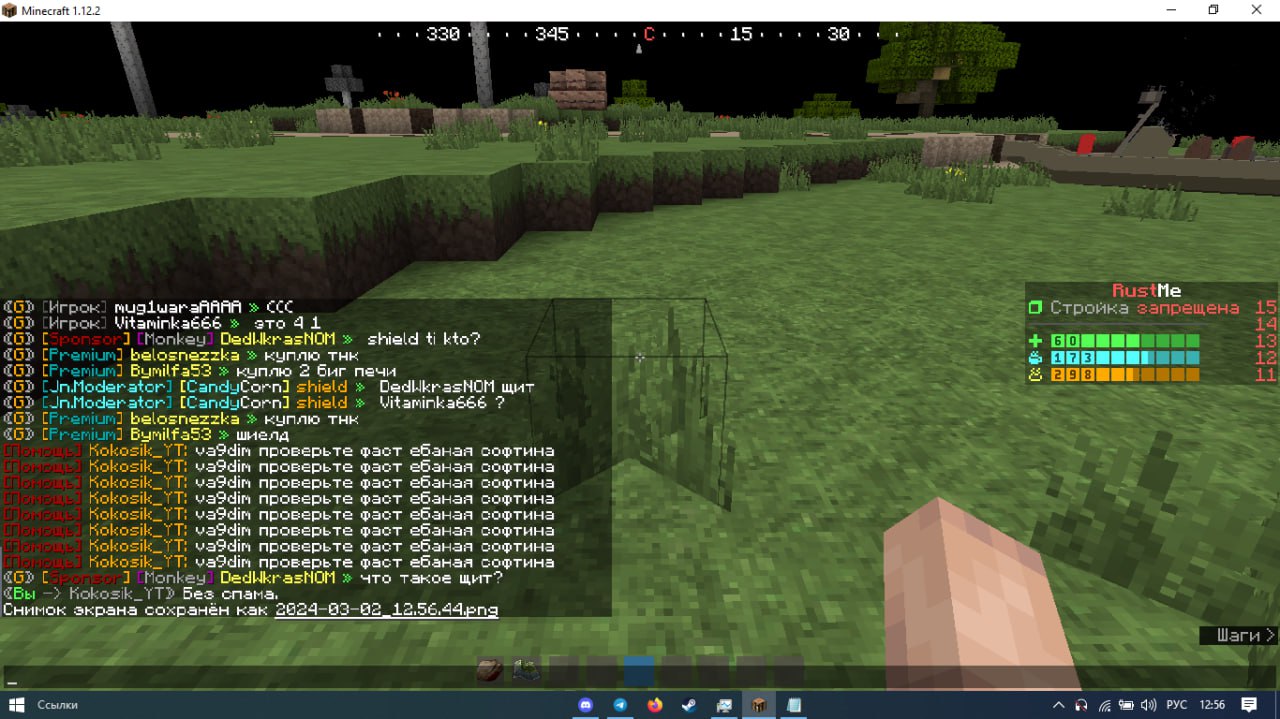 Minecraft 1.12.2
330 345 С 15 30
《G》 [Игрок] mug1waraAAAA » ССС
《G》 [Игрок] Vitaminka666 » это 4 1
《G》 [Sponsor] [Monkey] DedWkrasNOM » shield ti kto?
《G》 [Premium] belosnezzka » куплю тнк
《G》 [Premium] Bymilfa53 » куплю 2 биг печи
《G》 [Jn.Moderator] [CandyCorn] shield » DedWkrasNOM щит
《G》 [Jn.Moderator] [CandyCorn] shield » Vitaminka666 ?
《G》 [Premium] belosnezzka » куплю тнк
《G》 [Premium] Bymilfa53 » шиелд
[Помощь] Kokosik_YT: va9dim проверьте фаст ебаная софтина
[Помощь] Kokosik_YT: va9dim проверьте фаст ебаная софтина
[Помощь] Kokosik_YT: va9dim проверьте фаст ебаная софтина
[Помощь] Kokosik_YT: va9dim проверьте фаст ебаная софтина
[Помощь] Kokosik_YT: va9dim проверьте фаст ебаная софтина
[Помощь] Kokosik_YT: va9dim проверьте фаст ебаная софтина
[Помощь] Kokosik_YT: va9dim проверьте фаст ебаная софтина
[Помощь] Kokosik_YT: va9dim проверьте фаст ебаная софтина
《G》 [Sponsor] [Monkey] DedWkrasNOM » что такое щит?
《Вы -> Kokosik_YT》 Без спама.
Снимок экрана сохранён как 2024-03-02_12.56.44.png
RustMe
Стройка запрещена 15
14
60 13
173 12
298 11
Шаги >
Ссылки
РУС 12:56